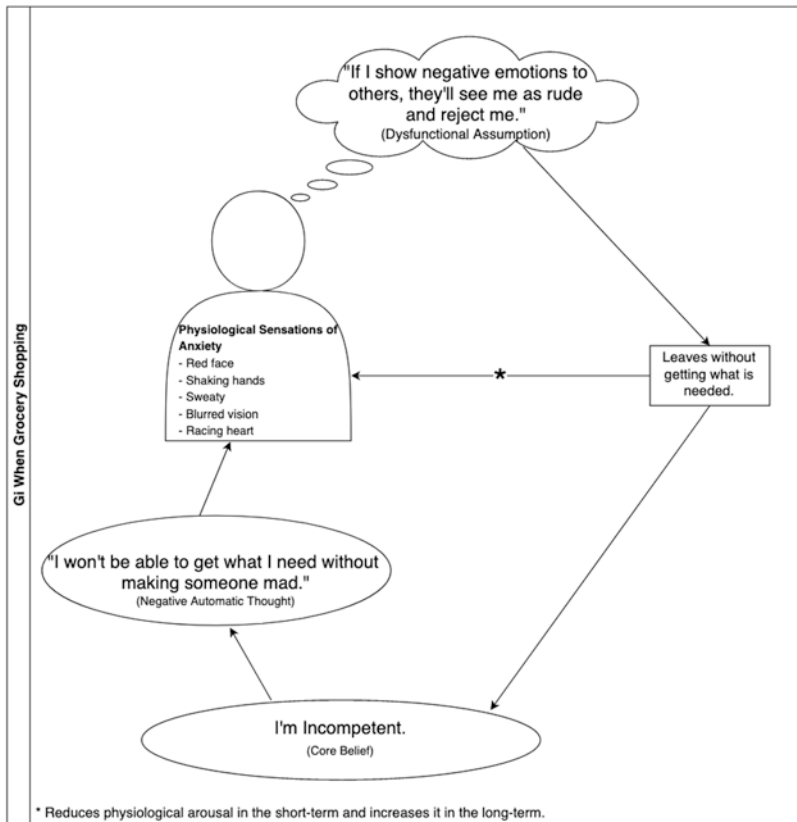 "If I show negative emotions to
others, they'll see me as rude
and reject me."
(Dysfunctional Assumption)
Gi When Grocery Shopping
Physiological Sensations of
Anxiety
- Red face
- Shaking hands
- Sweaty
- Blurred vision
- Racing heart
*
Leaves without
getting what is
needed.
"I won't be able to get what I need without
making someone mad."
(Negative Automatic Thought)
I'm Incompetent.
(Core Belief)
* Reduces physiological arousal in the short-term and increases it in the long-term.